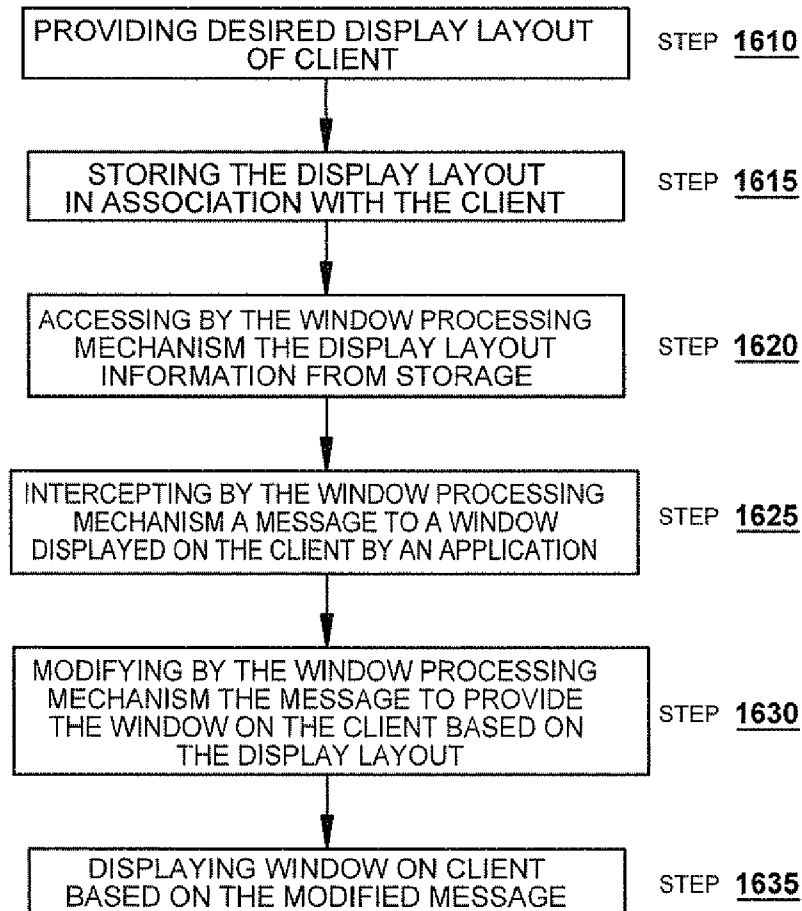 PROVIDING DESIRED DISPLAY LAYOUT
OF CLIENT
STEP 1610
STORING THE DISPLAY LAYOUT
IN ASSOCIATION WITH THE CLIENT
STEP 1615
ACCESSING BY THE WINDOW PROCESSING
MECHANISM THE DISPLAY LAYOUT
INFORMATION FROM STORAGE
STEP 1620
INTERCEPTING BY THE WINDOW PROCESSING
MECHANISM A MESSAGE TO A WINDOW
DISPLAYED ON THE CLIENT BY AN APPLICATION
STEP 1625
MODIFYING BY THE WINDOW PROCESSING
MECHANISM THE MESSAGE TO PROVIDE
THE WINDOW ON THE CLIENT BASED ON
THE DISPLAY LAYOUT
STEP 1630
DISPLAYING WINDOW ON CLIENT
BASED ON THE MODIFIED MESSAGE
STEP 1635